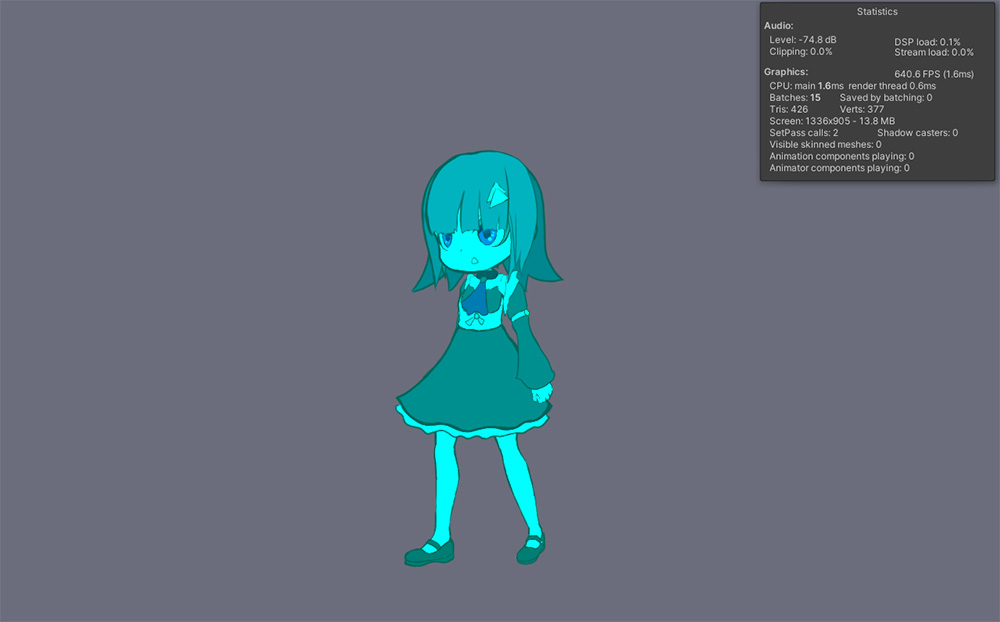 Statistics
Audio:
Level: -74.8 dB DSP load: 0.1%
Clipping: 0.0% Stream load: 0.0%
Graphics: 640.6 FPS (1.6ms)
CPU: main 1.6ms render thread 0.6ms
Batches: 15 Saved by batching: 0
Tris: 426 Verts: 377
Screen: 1336x905 - 13.8 MB
SetPass calls: 2 Shadow casters: 0
Visible skinned meshes: 0
Animation components playing: 0
Animator components playing: 0